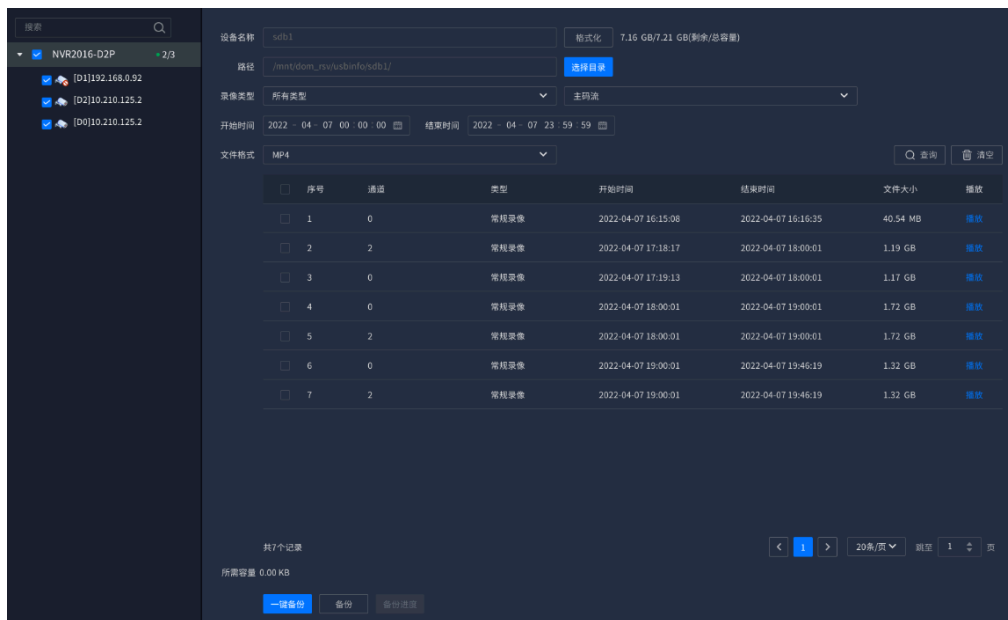 搜索
NVR2016-D2P 2/3
[D1]192.168.0.92
[D2]10.210.125.2
[D0]10.210.125.2
设备名称 sdb1 格式化 7.16 GB/7.21 GB(剩余/总容量)
路径 /mnt/dom_rsv/usbinfo/sdb1/ 选择目录
录像类型 所有类型 主码流
开始时间 2022 - 04 - 07 00 : 00 : 00 结束时间 2022 - 04 - 07 23 : 59 : 59
文件格式 MP4 查询 清空
序号 通道 类型 开始时间 结束时间 文件大小 播放
1 0 常规录像 2022-04-07 16:15:08 2022-04-07 16:16:35 40.54 MB 播放
2 2 常规录像 2022-04-07 17:18:17 2022-04-07 18:00:01 1.19 GB 播放
3 0 常规录像 2022-04-07 17:19:13 2022-04-07 18:00:01 1.17 GB 播放
4 0 常规录像 2022-04-07 18:00:01 2022-04-07 19:00:01 1.72 GB 播放
5 2 常规录像 2022-04-07 18:00:01 2022-04-07 19:00:01 1.72 GB 播放
6 0 常规录像 2022-04-07 19:00:01 2022-04-07 19:46:19 1.32 GB 播放
7 2 常规录像 2022-04-07 19:00:01 2022-04-07 19:46:19 1.32 GB 播放
共7个记录 1 20条/页 跳至 1 页
所需容量 0.00 KB
一键备份 备份 备份进度